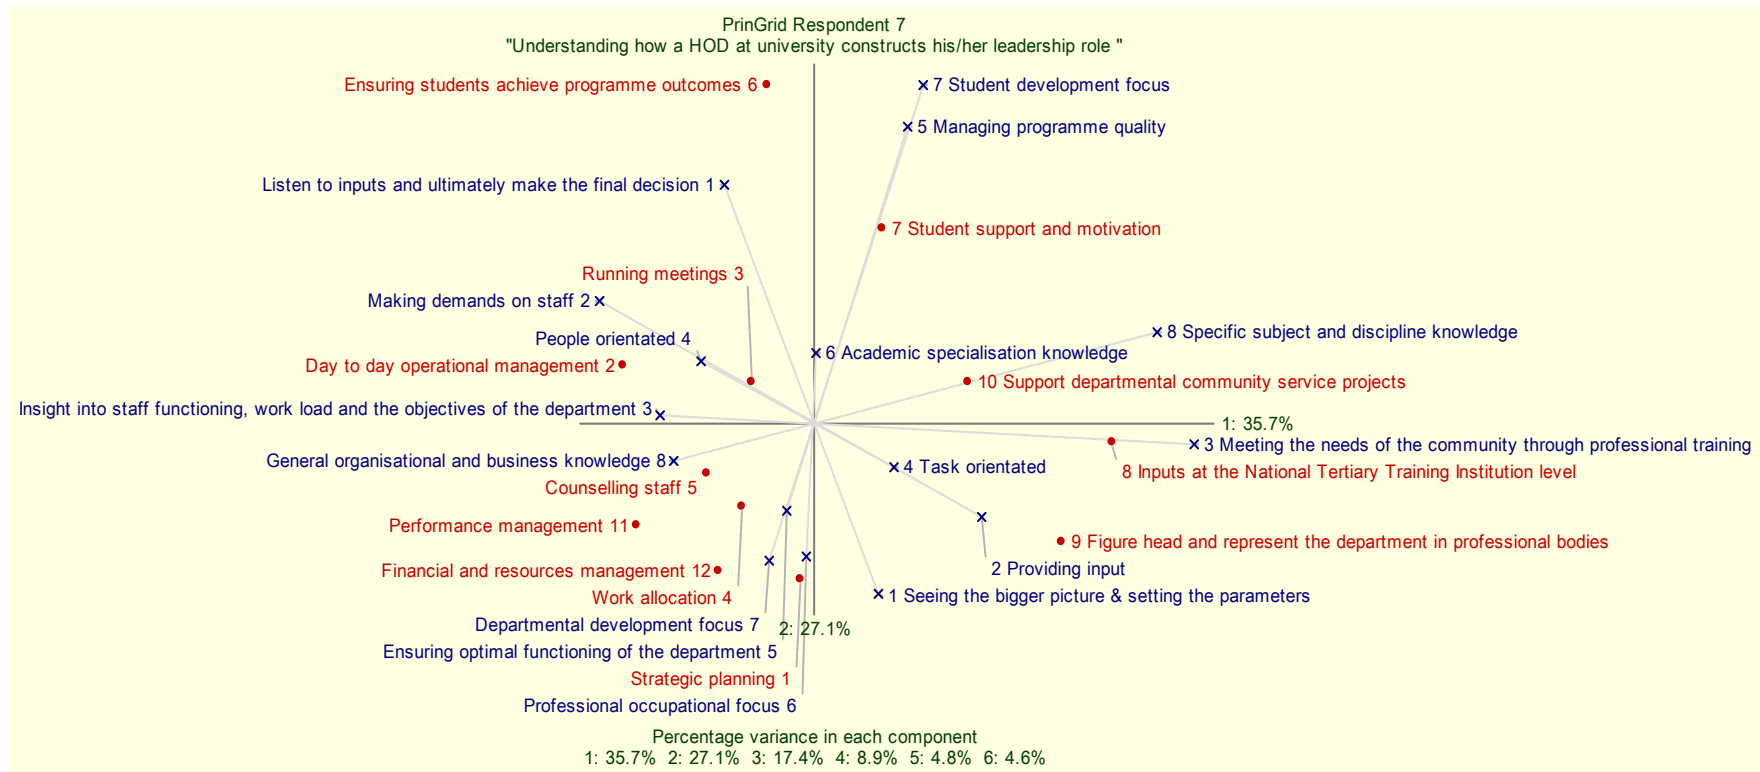 PrinGrid Respondent 7
"Understanding how a HOD at university constructs his/her leadership role "
Ensuring students achieve programme outcomes 6
7 Student development focus
5 Managing programme quality
Listen to inputs and ultimately make the final decision 1
7 Student support and motivation
Running meetings 3
Making demands on staff 2
8 Specific subject and discipline knowledge
People orientated 4
6 Academic specialisation knowledge
Day to day operational management 2
10 Support departmental community service projects
Insight into staff functioning, work load and the objectives of the department 3
1: 35.7%
3 Meeting the needs of the community through professional training
General organisational and business knowledge 8
4 Task orientated
8 Inputs at the National Tertiary Training Institution level
Counselling staff 5
Performance management 11
9 Figure head and represent the department in professional bodies
Financial and resources management 12
2 Providing input
Work allocation 4
1 Seeing the bigger picture & setting the parameters
Departmental development focus 7
2: 27.1%
Ensuring optimal functioning of the department 5
Strategic planning 1
Professional occupational focus 6
Percentage variance in each component
1: 35.7% 2: 27.1% 3: 17.4% 4: 8.9% 5: 4.8% 6: 4.6%